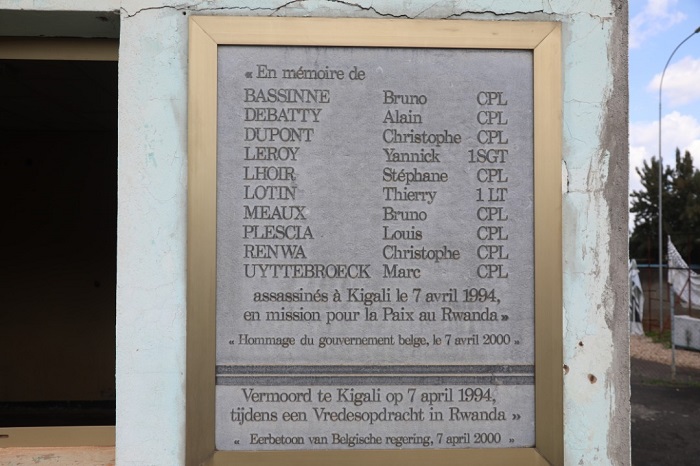 « En mémoire de
BASSINNE Bruno CPL
DEBATTY Alain CPL
DUPONT Christophe CPL
LEROY Yannick 1SGT
LHOIR Stéphane CPL
LOTIN Thierry 1 LT
MEAUX Bruno CPL
PLESCIA Louis CPL
RENWA Christophe CPL
UYTTEBROECK Marc CPL
assassinés à Kigali le 7 avril 1994,
en mission pour la Paix au Rwanda »
« Hommage du gouvernement belge, le 7 avril 2000 »
Vermoord te Kigali op 7 april 1994,
tijdens een Vredesopdracht in Rwanda »
« Eerbetoon van Belgische regering, 7 april 2000 »